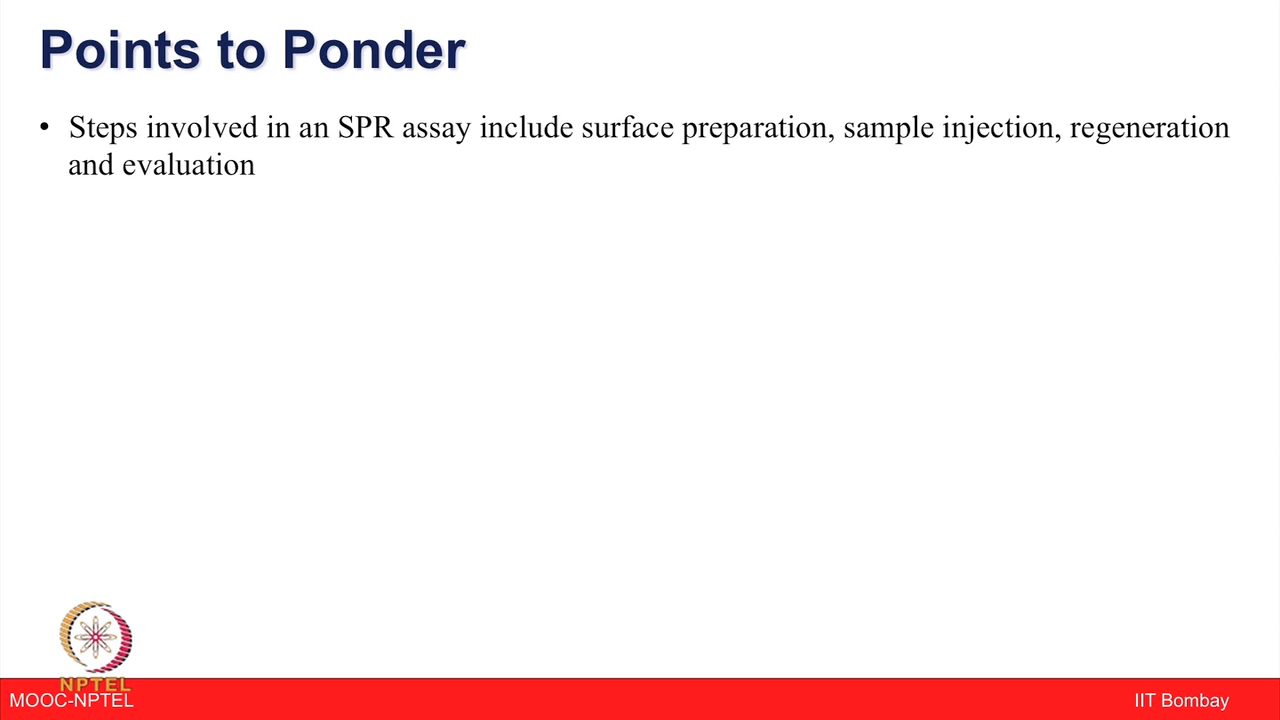 Points to Ponder
• Steps involved in an SPR assay include surface preparation, sample injection, regeneration
and evaluation
NPTEL
MOOC-NPTEL
IIT Bombay